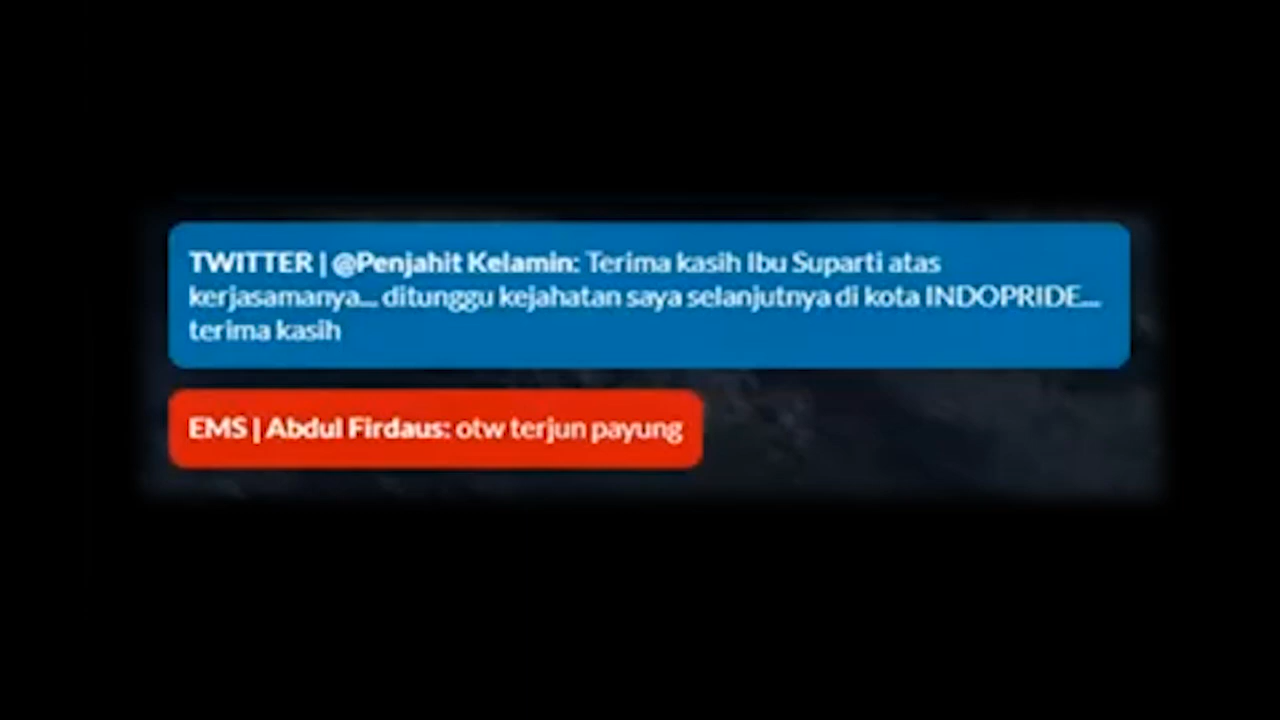 TWITTER | @Penjahit Kelamin: Terima kasih Ibu Suparti atas
kerjasamanya... ditunggu kejahatan saya selanjutnya di kota INDOPRIDE...
terima kasih
EMS | Abdul Firdaus: otw terjun payung